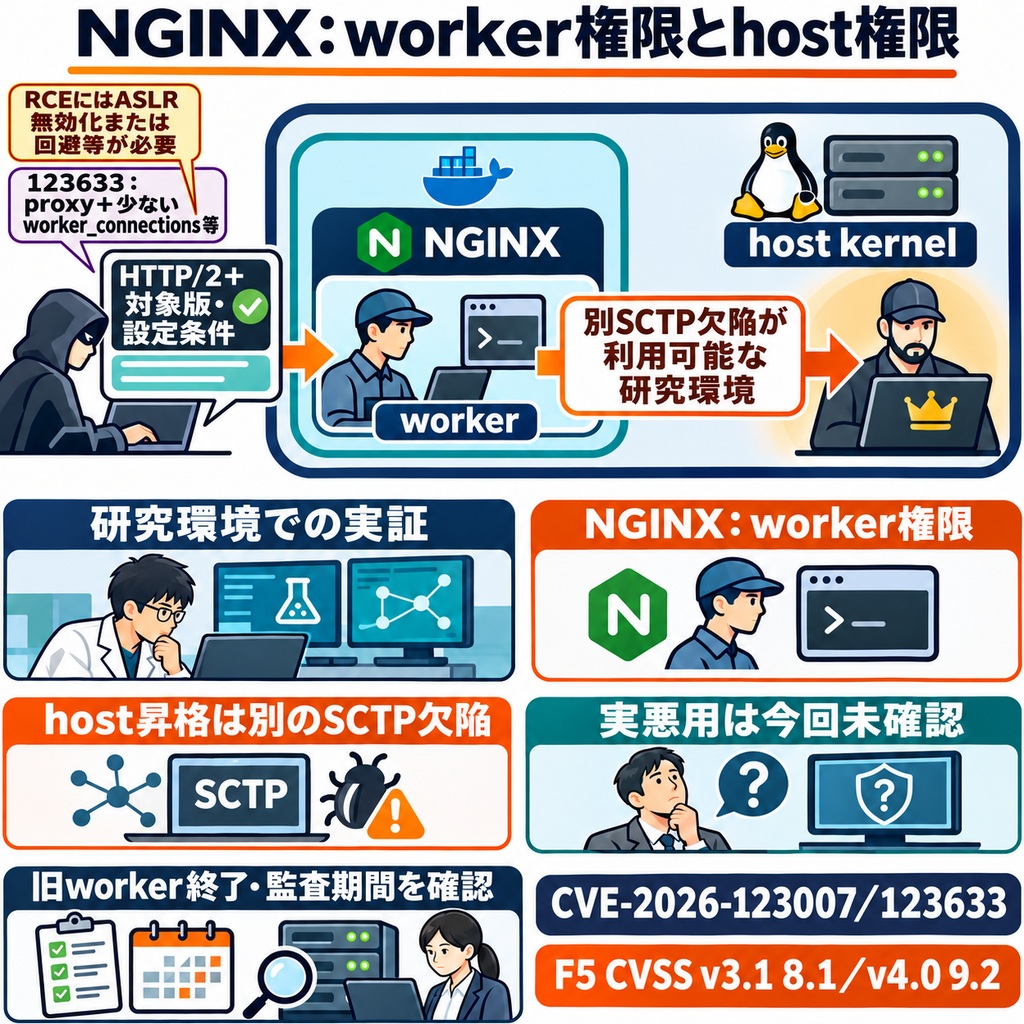 NGINX：worker権限とhost権限
RCEにはASLR
無効化または
回避等が必要
123633：
proxy＋少ない
worker_connections等
HTTP/2＋
対象版・
設定条件
NGINX
worker
別SCTP欠陥が
利用可能な
研究環境
host kernel
研究環境での実証
NGINX：worker権限
N
host昇格は別のSCTP欠陥
SCTP
実悪用は今回未確認
?
?
旧worker終了・監査期間を確認
CVE-2026-123007／123633
F5 CVSS v3.1 8.1／v4.0 9.2